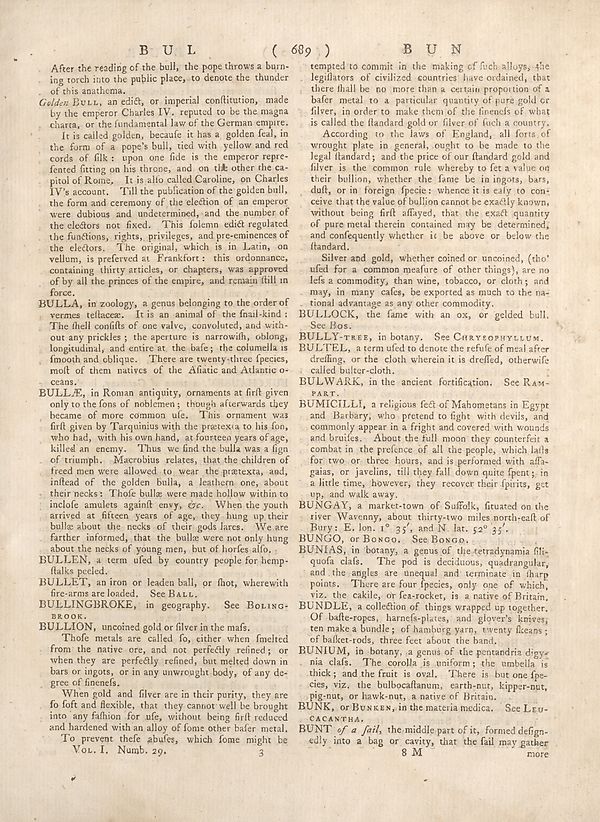 B U L ( 689 ) B U N
After the reading of the bull, the pope throws a burn-
ing torch into the public place, to denote the thunder
of this anathema.
Golden Bull, an edict, or imperial conſtitution, made
by the emperor Charles IV. reputed to be the magna
charta, or the fundamental law of the German empire.
It is called golden, becauſe it has a golden ſeal, in
the form of a pope's bull, tied with yellow and red
cords of ſilk: upon one ſide is the emperor repre-
ſented ſitting on his throne, and on the other the ca-
pitol of Rome. It is alſo called Caroline, on Charles
IV's account. Till the publication of the golden bull,
the form and ceremony of the election of an emperor
were dubious and undetermined, and the number of
the electors not fixed. This ſolemn edict regulated
the functions, rights, privileges, and pre-eminences of
the electors. The original, which is in Latin, on
vellum, is preſerved at Frankfort: this ordonnance,
containing thirty articles, or chapters, was approved
of by all the princes of the empire, and remain ſtill in
force.
BULLA, in zoology, a genus belonging to the order of
vermes teſtaceæ. It is an animal of the ſnail-kind:
The ſhell conſiſts of one valve, convoluted, and with-
out any prickles; the aperture is narrowiſh, oblong,
longitudinal, and entire at the baſe; the columella is
ſmooth and oblique. There are twenty-three ſpecies,
moſt of them natives of the Aſiatic and Atlantic o-
ceans.
BULLÆ, in Roman antiquity, ornaments at firſt given
only to the ſons of noblemen; though afterwards they
became of more common uſe. This ornament was
firſt given by Tarquinius with the prætexta to his ſon,
who had, with his own hand, at fourteen years of age,
killed an enemy. Thus we find the bulla was a ſign
of triumph. Macrobius relates, that the children of
freed men were allowed to wear the prætexta, and,
inſtead of the golden bulla, a leathern one, about
their necks: Thoſe bullæ were made hollow within to
incloſe amulets againſt envy, &c. When the youth
arrived at fifteen years of age, they hung up their
bullæ about the necks of their gods lares. We are
farther informed, that the bullæ were not only hung
about the necks of young men, but of horſes alſo.
BULLEN, a term uſed by country people for hemp-
ſtalks peeled.
BULLET, an iron or leaden ball, or ſhot, wherewith
fire-arms are loaded. See Ball.
BULLINGBROKE, in geography. See Boling-
broke.
BULLION, uncoined gold or ſilver in the maſs.
Thoſe metals are called ſo, either when ſmelted
from the native ore, and not perfectly refined; or
when they are perfectly refined, but melted down in
bars or ingots, or in any unwrought body, of any de-
gree of fineneſs.
When gold and ſilver are in their purity, they are
ſo ſoft and flexible, that they cannot well be brought
into any faſhion for uſe, without being firſt reduced
and hardened with an alloy of ſome other baſer metal.
To prevent theſe abuſes, which ſome might be
Vol. I. Numb. 29. 3
tempted to commit in the making of ſuch alloys, the
legiſlators of civilized countries have ordained, that
there ſhall be no more than a certain proportion of a
baſer metal to a particular quantity of pure gold or
ſilver, in order to make them of the fineneſs of what
is called the ſtandard gold or ſilver of ſuch a country.
According to the laws of England, all ſorts of
wrought plate in general, ought to be made to the
legal ſtandard; and the price of our ſtandard gold and
ſilver is the common rule whereby to ſet a value on
their bullion, whether the ſame be in ingots, bars,
duſt, or in foreign ſpecie: whence it is eaſy to con-
ceive that the value of bullion cannot be exactly known,
without being firſt aſſayed, that the exact quantity
of pure metal therein contained may be determined,
and conſequently whether it be above or below the
ſtandard.
Silver and gold, whether coined or uncoined, (tho'
uſed for a common meaſure of other things), are no
leſs a commodity, than wine, tobacco, or cloth; and
may, in many caſes, be exported as much to the na-
tional advantage as any other commodity.
BULLOCK, the ſame with an ox, or gelded bull.
See Bos.
BULLY-tree, in botany. See Chrysophyllum.
BULTEL, a term uſed to denote the refuſe of meal after
dreſſing, or the cloth wherein it is dreſſed, otherwiſe
called bulter-cloth.
BULWARK, in the ancient fortification. See Ram-
part.
BUMICILLI, a religious ſect of Mahometans in Egypt
and Barbary, who pretend to fight with devils, and
commonly appear in a fright and covered with wounds
and bruiſes. About the full moon they counterfeit a
combat in the preſence of all the people, which laſts
for two or three hours, and is performed with aſſa-
gaias, or javelins, till they fall down quite ſpent; in
a little time, however, they recover their ſpirits, get
up, and walk away.
BUNGAY, a market-town of Suffolk, ſituated on the
river Wavenny, about thirty-two miles north-eaſt of
Bury: E. lon. 1° 35′, and N. lat. 52° 35′.
BUNGO, or Bongo. See Bongo.
BUNIAS, in botany, a genus of the tetradynamia ſili-
quoſa claſs. The pod is deciduous, quadrangular,
and the angles are unequal and terminate in ſharp
points. There are four ſpecies, only one of which,
viz. the cakile, or ſea-rocket, is a native of Britain.
BUNDLE, a collection of things wrapped up together.
Of baſte-ropes, harneſs-plates, and glover's knives,
ten make a bundle; of hamburg yarn, twenty ſkeans;
of baſket-rods, three feet about the band.
BUNIUM, in botany, a genus of the pentandria digy-
nia claſs. The corolla is uniform; the umbella is
thick; and the fruit is oval. There is but one ſpe-
cies, viz. the bulbocaſtanum, earth-nut, kipper-nut,
pig-nut, or hawk-nut, a native of Britain.
BUNK, or Bunken, in the materia medica. See Leu-
cacantha.
BUNT of a ſail, the middle part of it, formed deſign-
edly into a bag or cavity, that the ſail may gather
8 M more